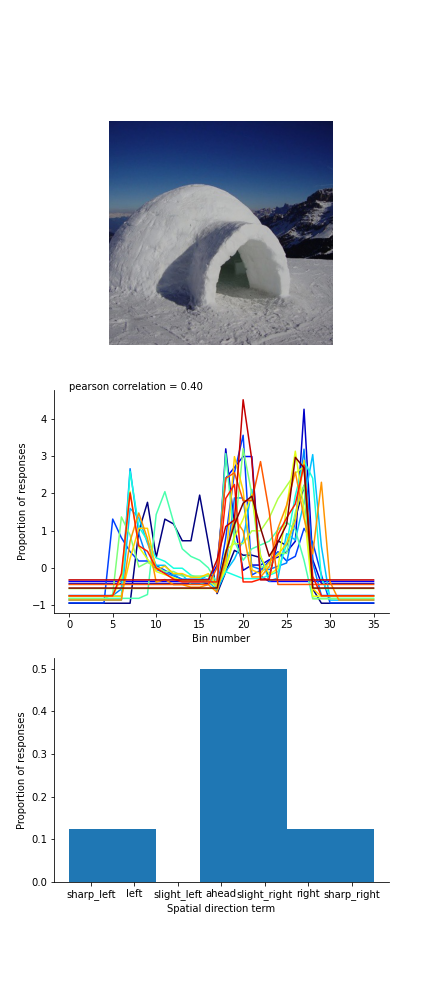 pearson correlation = 0.40
Proportion of responses
4
3
2
1
0
−1
0 5 10 15 20 25 30 35
Bin number
Proportion of responses
0.5
0.4
0.3
0.2
0.1
0.0
sharp_left left slight_left ahead slight_right right sharp_right
Spatial direction term